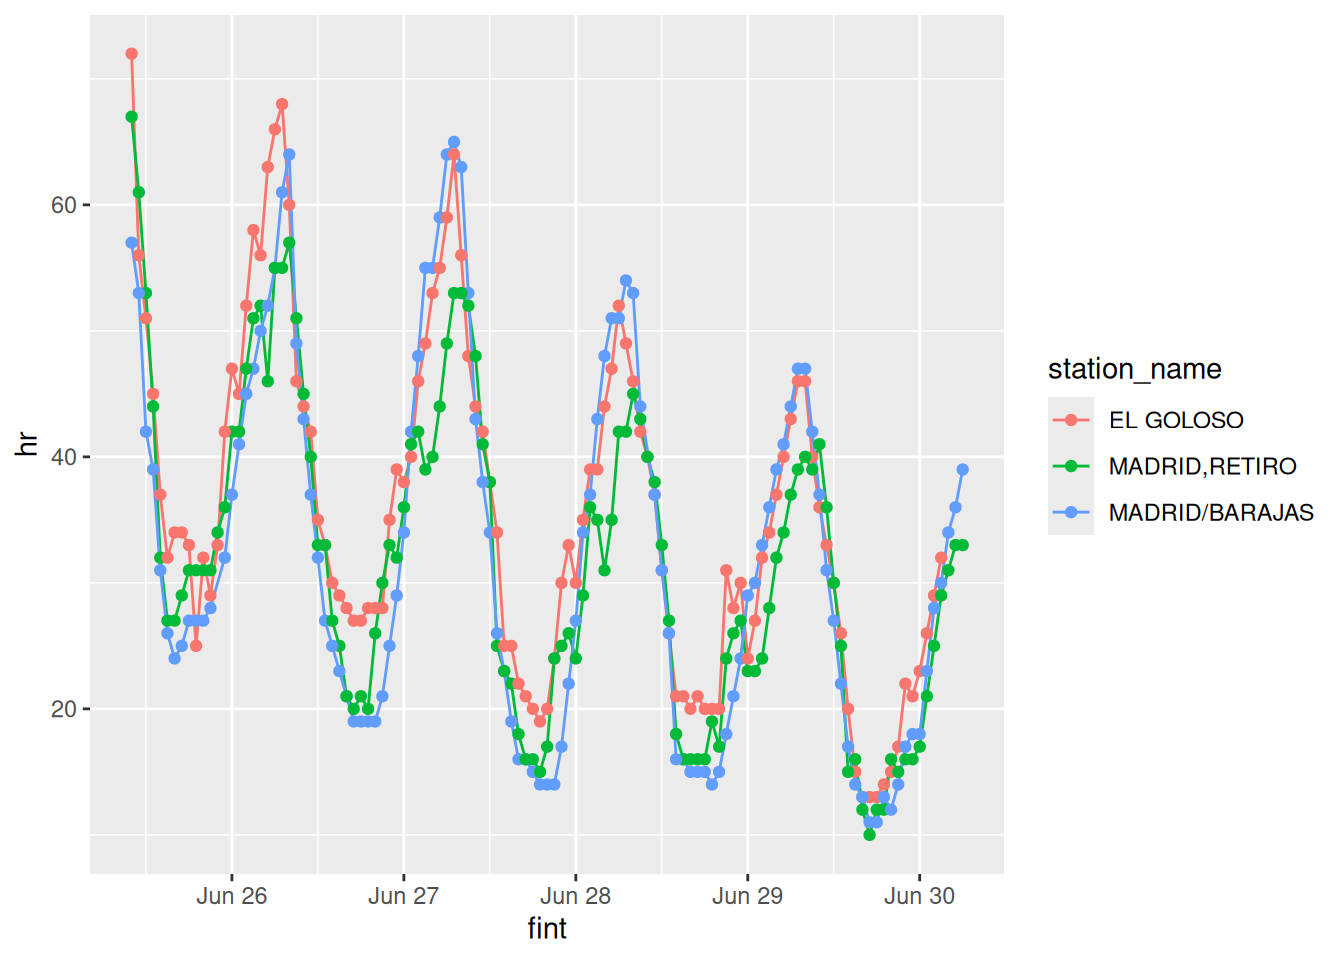 60
40
20
hr
Jun 26
Jun 27
Jun 28
Jun 29
Jun 30
fint
station_name
EL GOLOSO
MADRID,RETIRO
MADRID/BARAJAS